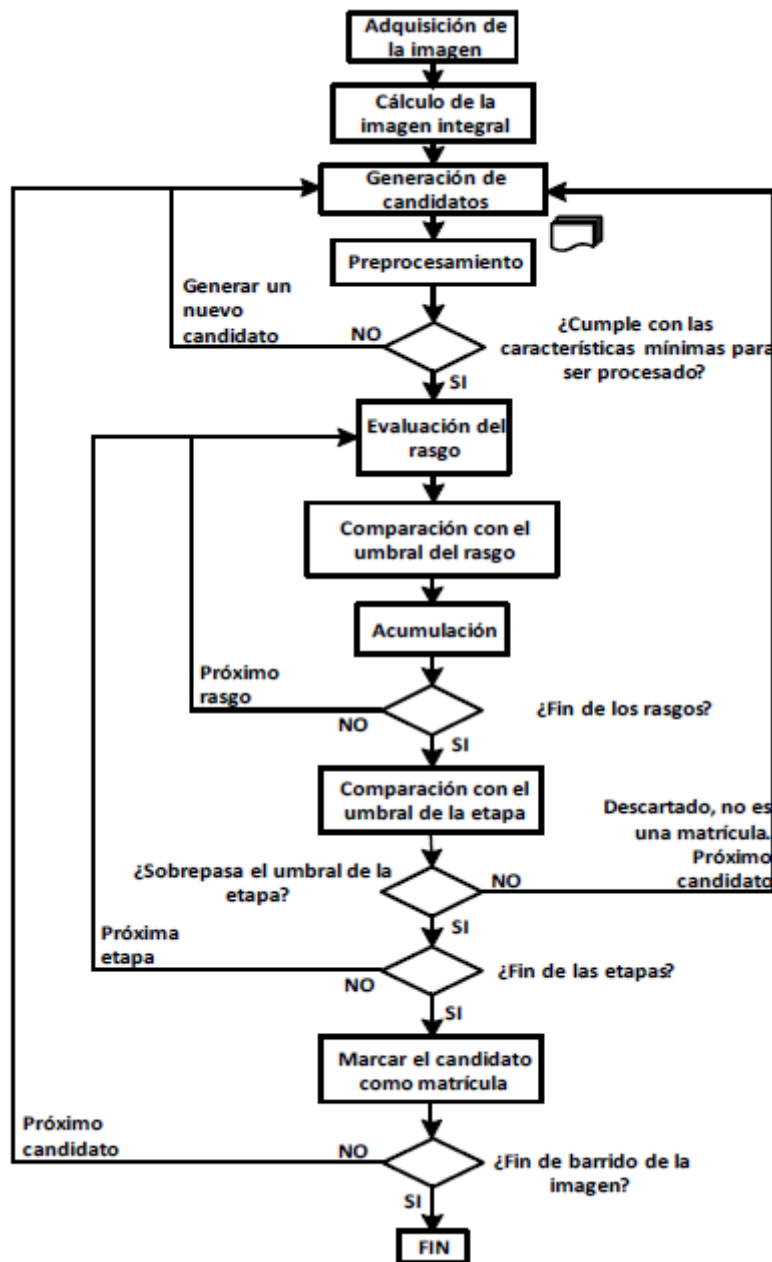 Adquisición de
la imagen
Cálculo de la
imagen integral
Generación de
candidatos
Preprocesamiento
Generar un
nuevo
candidato
NO
¿Cumple con las
características mínimas para
ser procesado?
SI
Evaluación del
rasgo
Comparación con el
umbral del rasgo
Acumulación
Próximo
rasgo
NO
¿Fin de los rasgos?
SI
Comparación con el
umbral de la etapa
Descartado, no es
una matrícula.
Próximo
candidato
¿Sobrepasa el umbral de la
etapa?
NO
SI
Próxima
etapa
NO
¿Fin de las etapas?
SI
Marcar el candidato
como matrícula
Próximo
candidato
NO
¿Fin de barrido de la
imagen?
SI
FIN